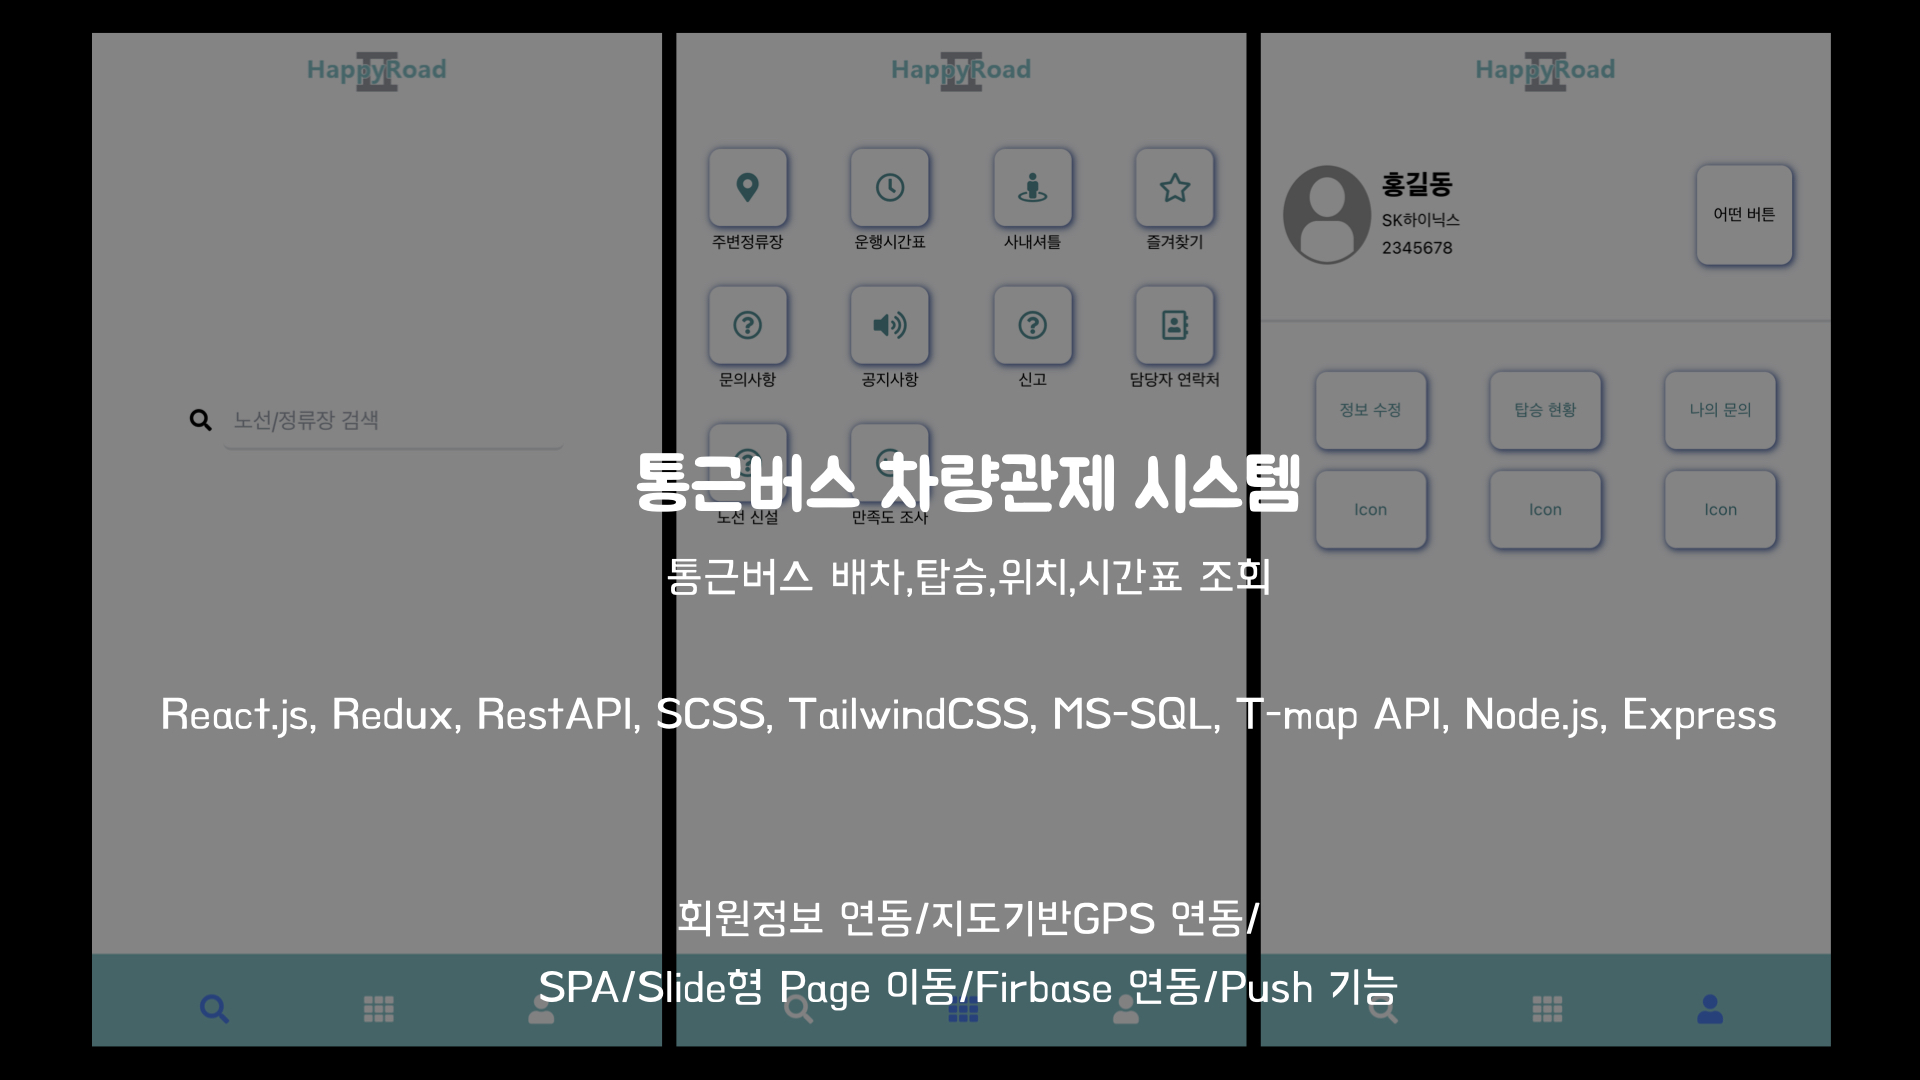 HappyRoad
노선/정류장 검색
HappyRoad
주변정류장 운행시간표 사내셔틀 즐겨찾기
문의사항 공지사항 신고 담당자 연락처
노선 신설 만족도 조사
HappyRoad
홍길동
SK하이닉스
2345678
어떤 버튼
정보 수정 탑승 현황 나의 문의
Icon Icon Icon
통근버스 차량관제 시스템
통근버스 배차,탑승,위치,시간표 조회
React.js, Redux, RestAPI, SCSS, TailwindCSS, MS-SQL, T-map API, Node.js, Express
회원정보 연동/지도기반GPS 연동/
SPA/Slide형 Page 이동/Firbase 연동/Push 기능